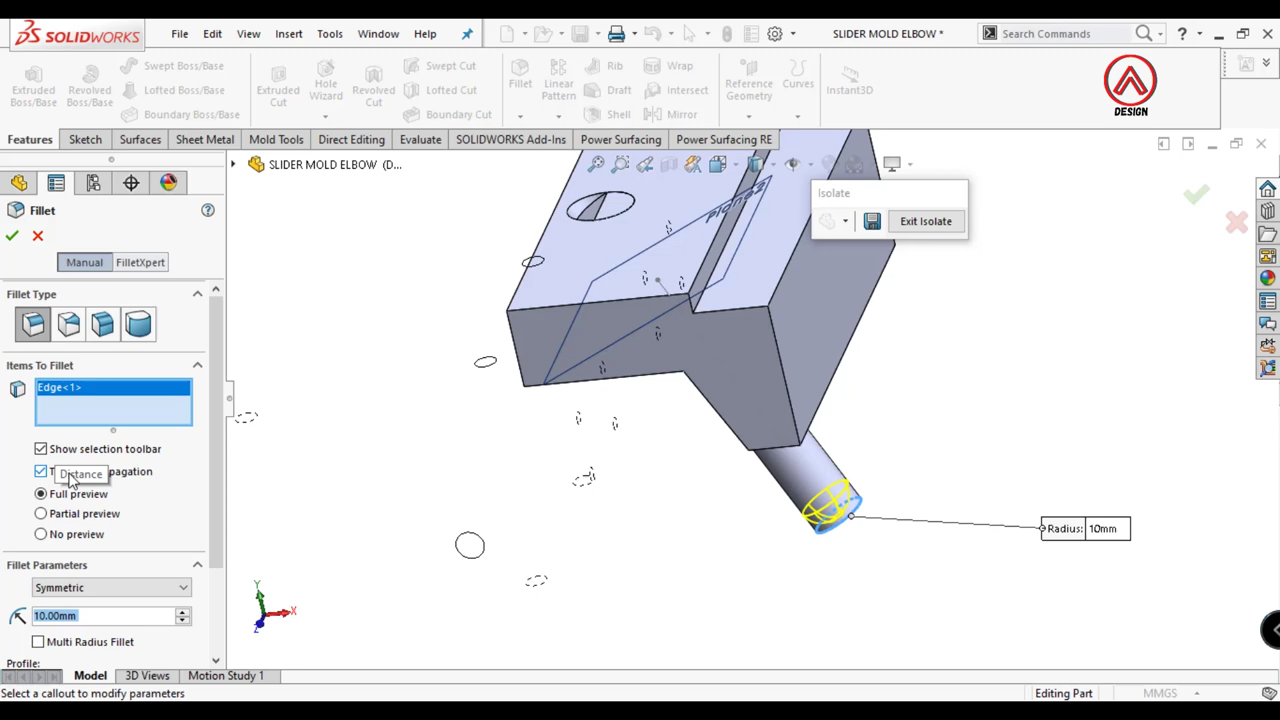 SOLIDWORKS
File
Edit
View
Insert
Tools
Window
Help
SLIDER MOLD ELBOW *
Search Commands
Extruded Boss/Base
Revolved Boss/Base
Swept Boss/Base
Lofted Boss/Base
Boundary Boss/Base
Extruded Cut
Hole Wizard
Revolved Cut
Swept Cut
Lofted Cut
Boundary Cut
Fillet
Linear Pattern
Rib
Draft
Shell
Wrap
Intersect
Mirror
Reference Geometry
Curves
Instant3D
DESIGN
Features
Sketch
Surfaces
Sheet Metal
Mold Tools
Direct Editing
Evaluate
SOLIDWORKS Add-Ins
Power Surfacing
Power Surfacing RE
SLIDER MOLD ELBOW (D...
Isolate
Exit Isolate
Plane2
Fillet
Manual
FilletXpert
Fillet Type
Items To Fillet
Edge<1>
Show selection toolbar
Distance
Full preview
Partial preview
No preview
Fillet Parameters
Symmetric
10.00mm
Multi Radius Fillet
Profile:
Radius: 10mm
Y
X
Z
Model
3D Views
Motion Study 1
Select a callout to modify parameters
Editing Part
MMGS